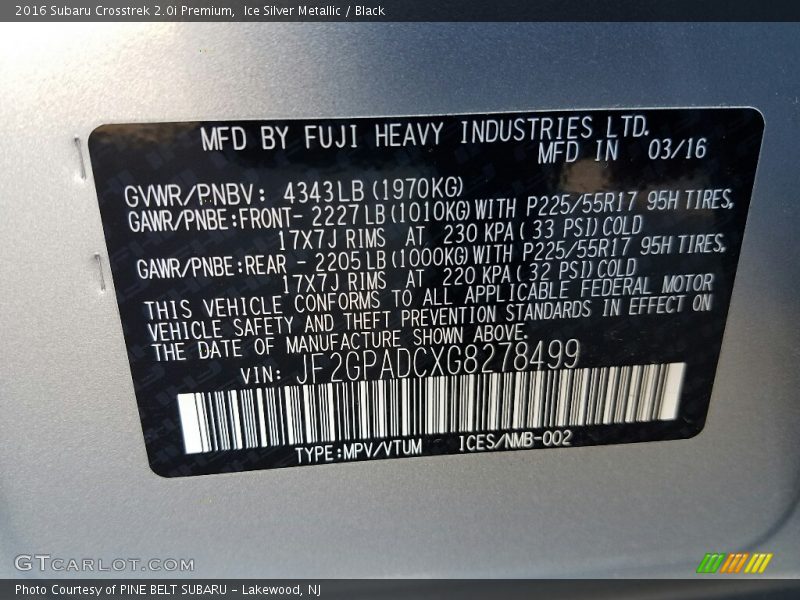 2016 Subaru Crosstrek 2.0i Premium, Ice Silver Metallic / Black
MFD BY FUJI HEAVY INDUSTRIES LTD.
MFD IN 03/16
GVWR/PNBV: 4343LB (1970KG)
GAWR/PNBE:FRONT- 2227 LB (1010KG) WITH P225/55R17 95H TIRES,
17X7J RIMS AT 230 KPA ( 33 PSI) COLD
GAWR/PNBE:REAR - 2205 LB (1000KG) WITH P225/55R17 95H TIRES,
17X7J RIMS AT 220 KPA ( 32 PSI) COLD
THIS VEHICLE CONFORMS TO ALL APPLICABLE FEDERAL MOTOR
VEHICLE SAFETY AND THEFT PREVENTION STANDARDS IN EFFECT ON
THE DATE OF MANUFACTURE SHOWN ABOVE.
VIN: JF2GPADCXG8278499
TYPE:MPV/VTUM ICES/NMB-002
GTCARLOT.COM
Photo Courtesy of PINE BELT SUBARU - Lakewood, NJ